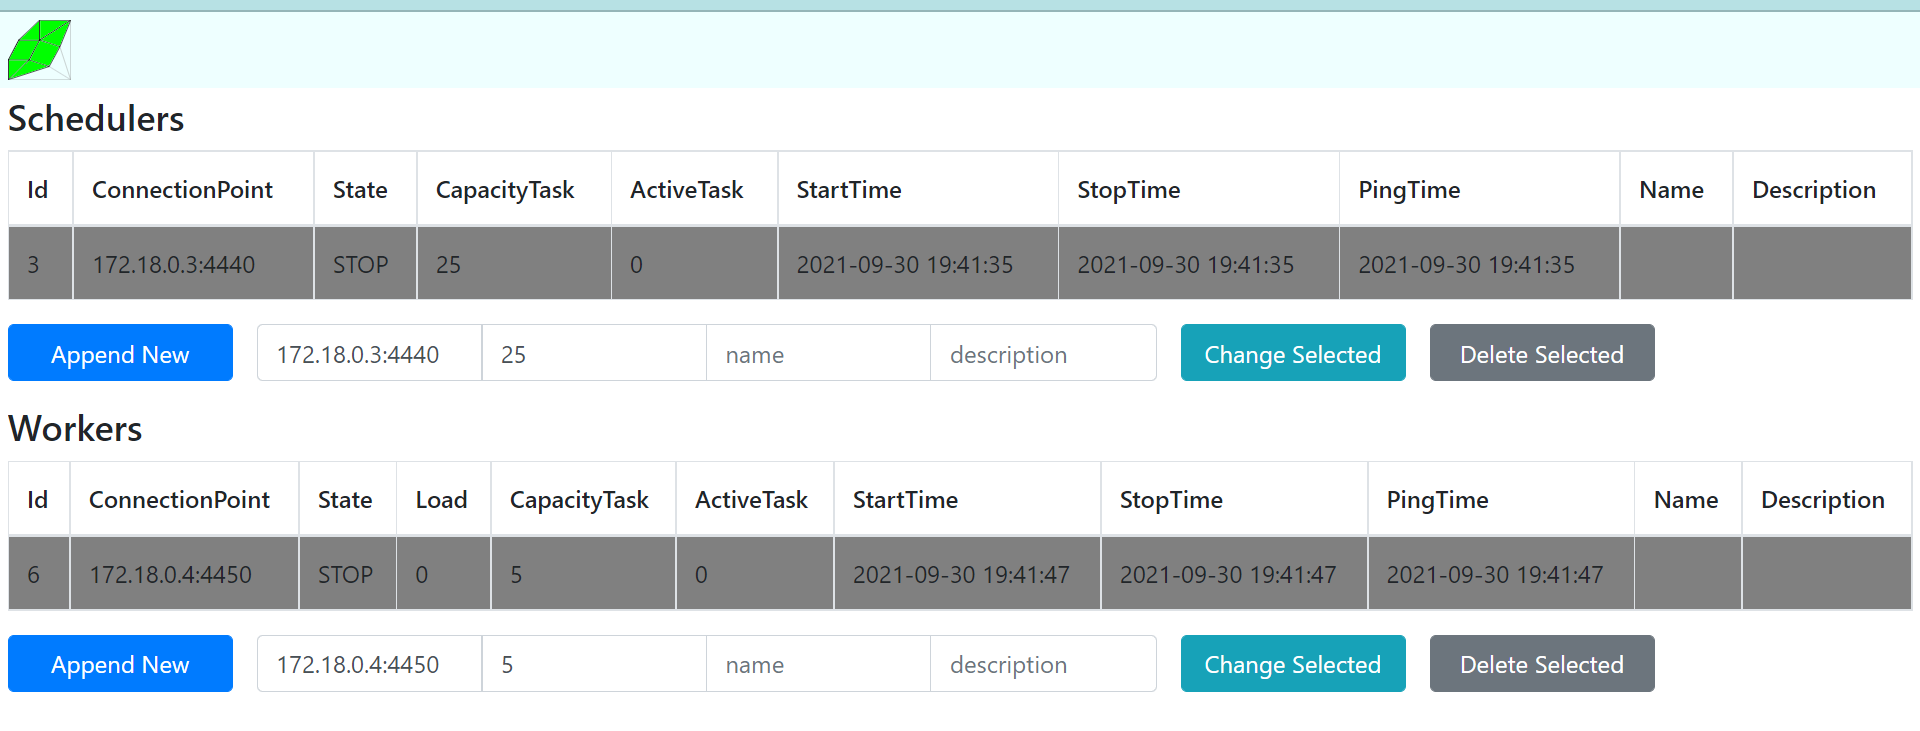 Schedulers
Id ConnectionPoint State CapacityTask ActiveTask StartTime StopTime PingTime Name Description
3 172.18.0.3:4440 STOP 25 0 2021-09-30 19:41:35 2021-09-30 19:41:35 2021-09-30 19:41:35
Append New 172.18.0.3:4440 25 name description Change Selected Delete Selected
Workers
Id ConnectionPoint State Load CapacityTask ActiveTask StartTime StopTime PingTime Name Description
6 172.18.0.4:4450 STOP 0 5 0 2021-09-30 19:41:47 2021-09-30 19:41:47 2021-09-30 19:41:47
Append New 172.18.0.4:4450 5 name description Change Selected Delete Selected